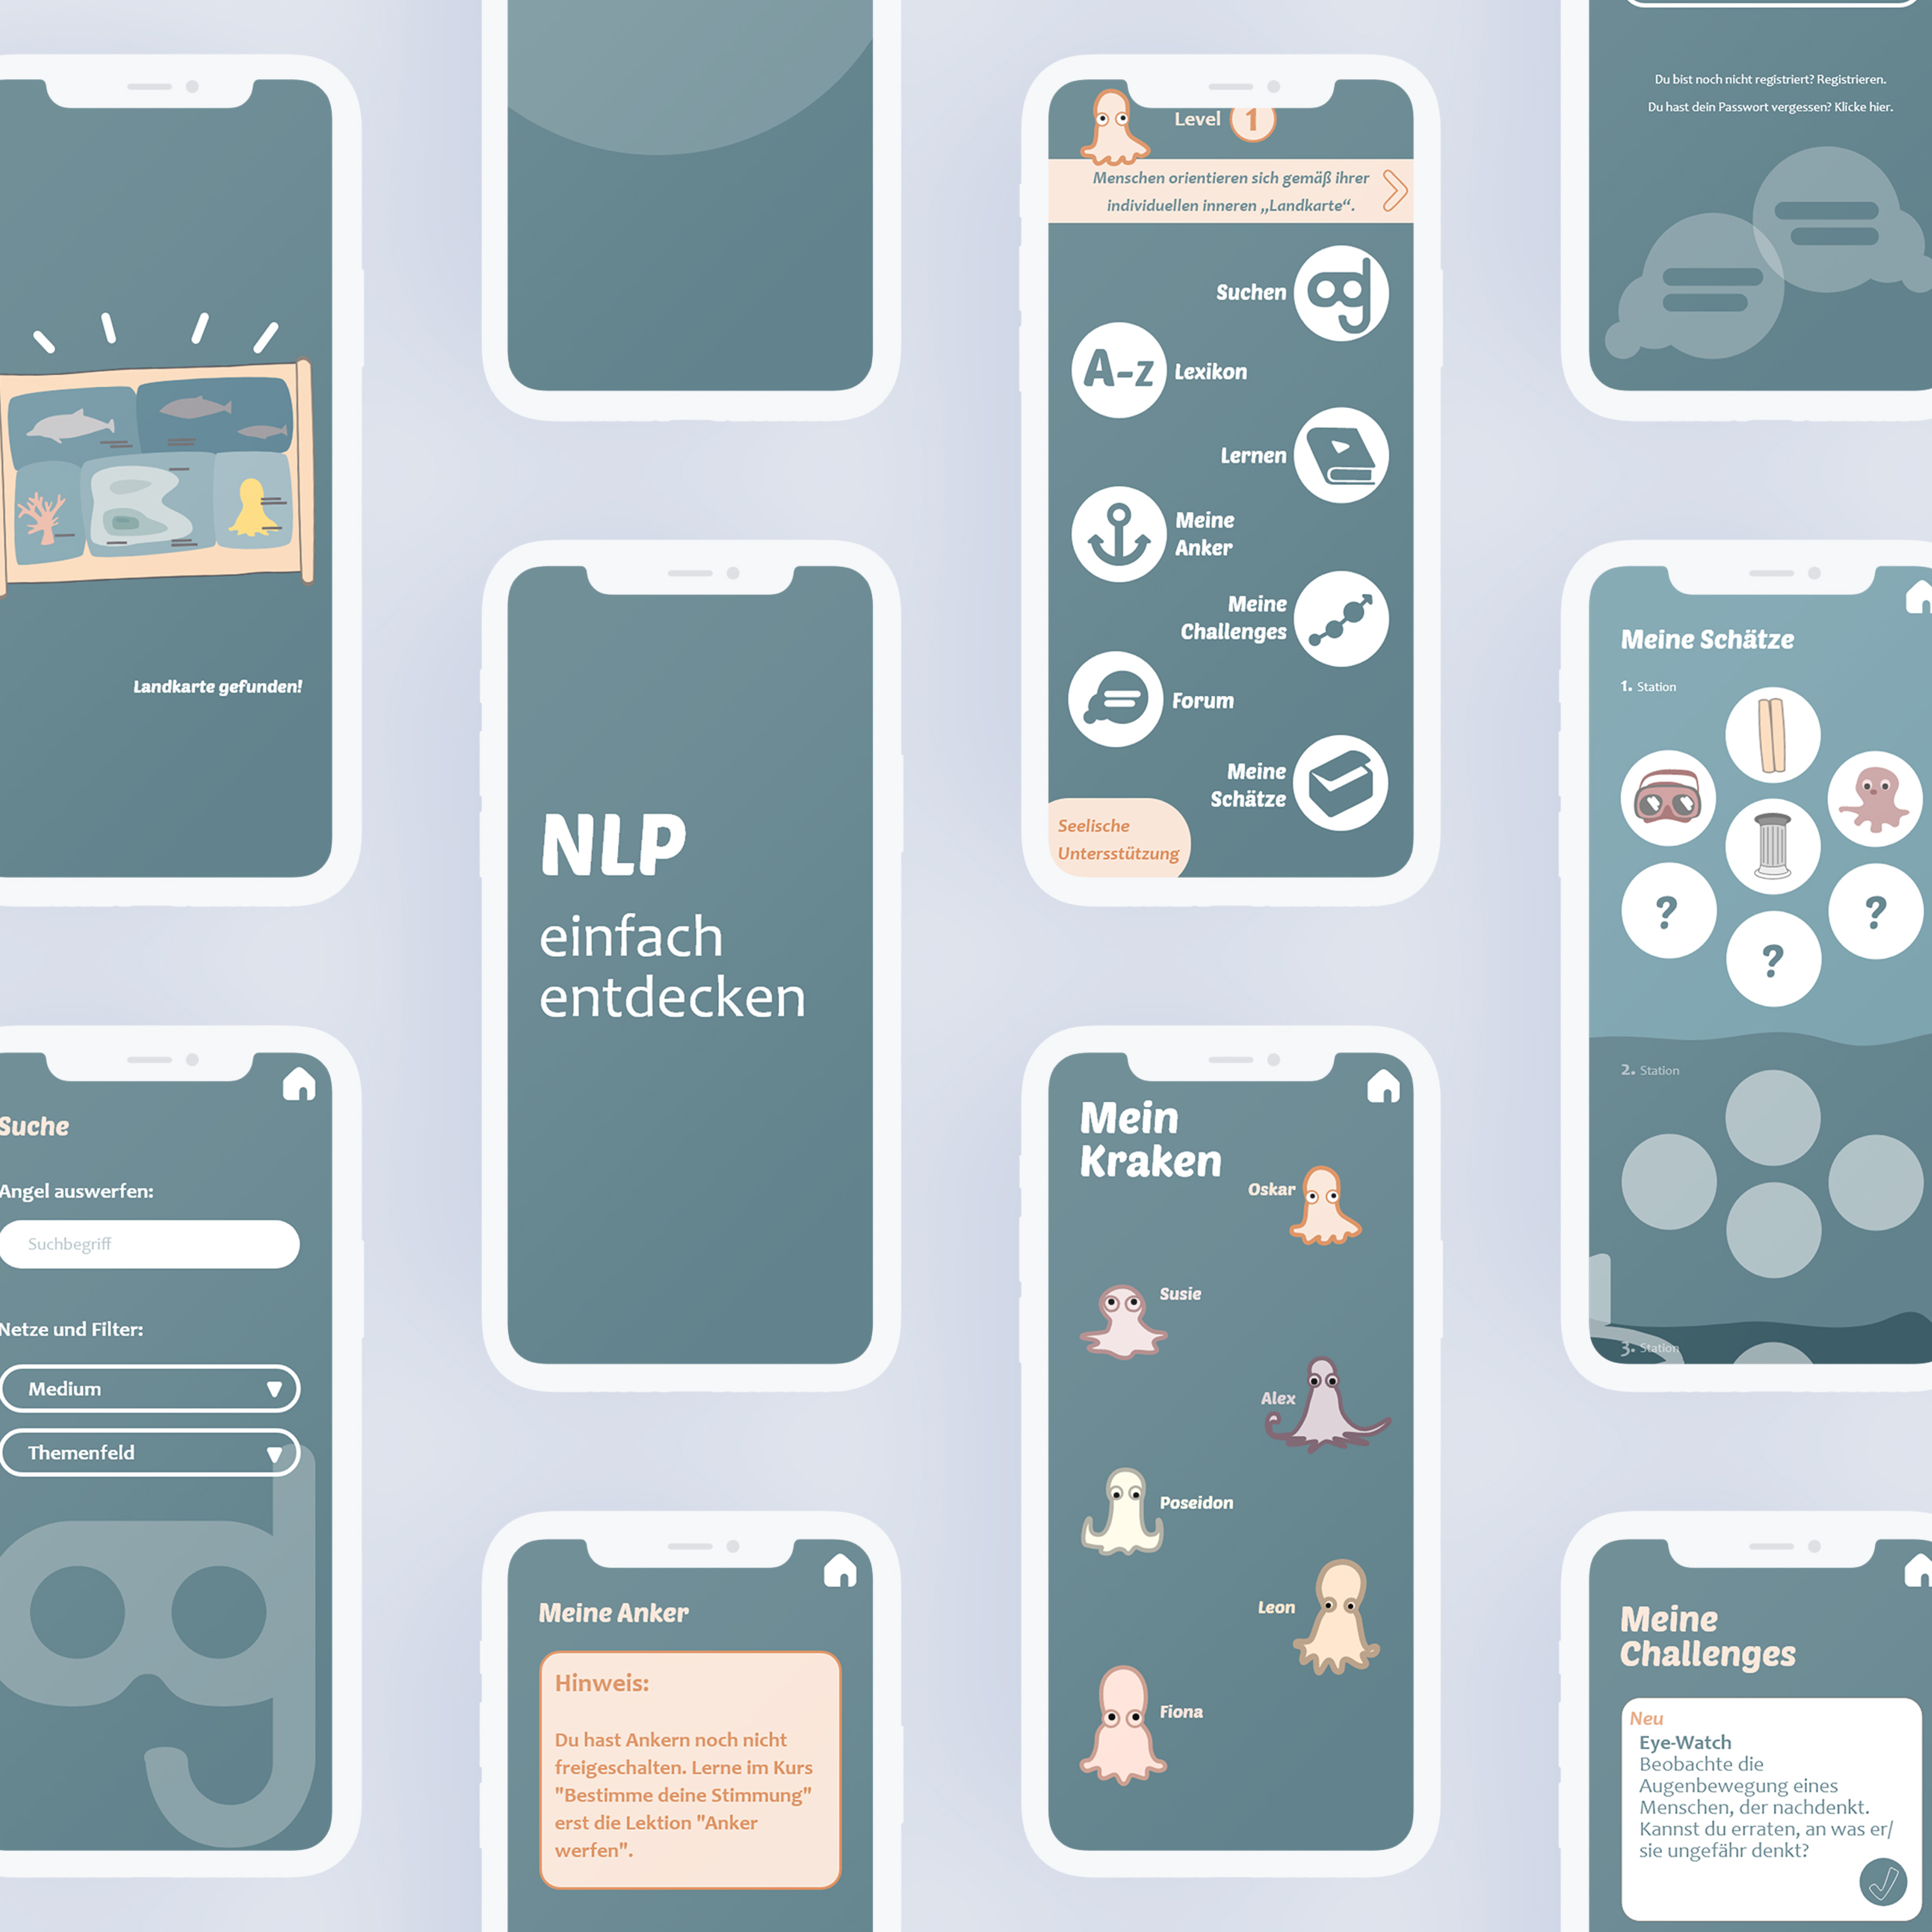 Landkarte gefunden!
Suche
Angel auswerfen:
Suchbegriff
Netze und Filter:
Medium
Themenfeld
NLP
einfach
entdecken
Meine Anker
Hinweis:
Du hast Ankern noch nicht
freigeschalten. Lerne im Kurs
"Bestimme deine Stimmung"
erst die Lektion "Anker
werfen".
Level 1
Menschen orientieren sich gemäß ihrer
individuellen inneren „Landkarte“.
Suchen
A-z Lexikon
Lernen
Meine
Anker
Meine
Challenges
Forum
Meine
Schätze
Seelische
Untersstützung
Mein
Kraken
Oskar
Susie
Alex
Poseidon
Leon
Fiona
Du bist noch nicht registriert? Registrieren.
Du hast dein Passwort vergessen? Klicke hier.
Meine Schätze
1. Station
? ?
?
2. Station
3. Station
Meine
Challenges
Neu
Eye-Watch
Beobachte die
Augenbewegung eines
Menschen, der nachdenkt.
Kannst du erraten, an was er/
sie ungefähr denkt?